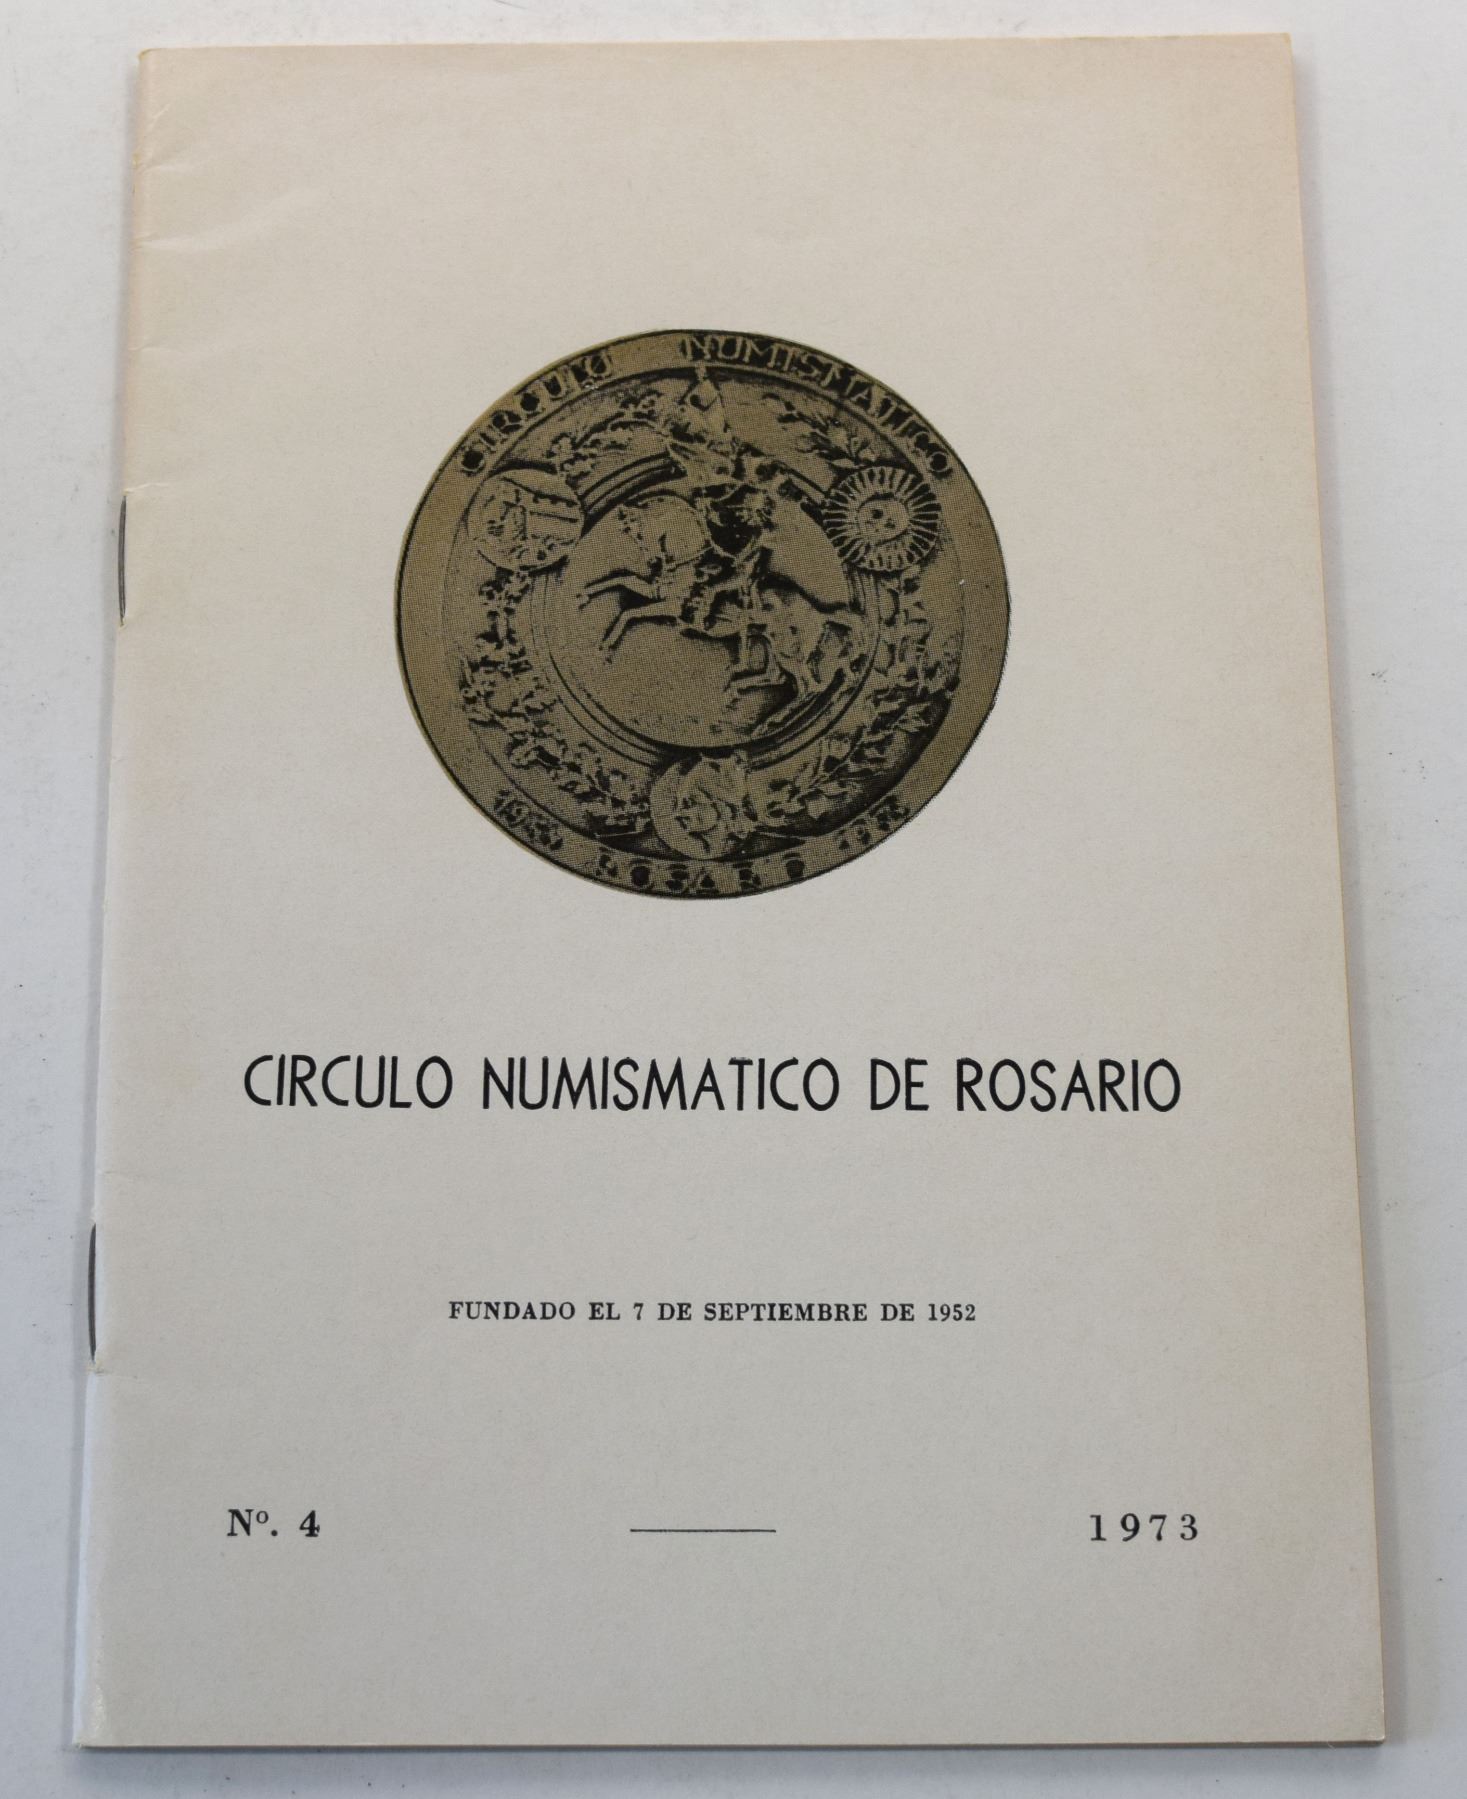 CIRCULO NUMISMATICO
ROSARIO
CIRCULO NUMISMATICO DE ROSARIO
FUNDADO EL 7 DE SEPTIEMBRE DE 1952
Nº. 4
1973